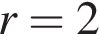 r = 2